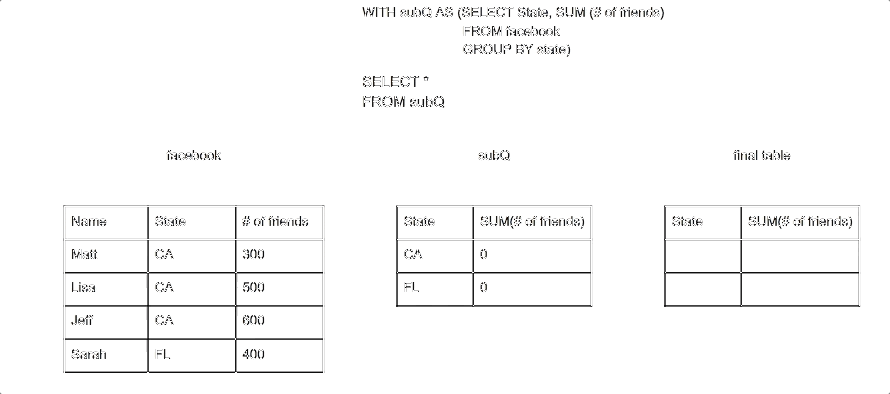 WITH subQ AS (SELECT State, SUM (# of friends)
FROM facebook
GROUP BY state)
SELECT *
FROM subQ
facebook
subQ
final table
Name State # of friends
Matt CA 300
Lisa CA 500
Jeff CA 600
Sarah FL 400
State SUM(# of friends)
CA 0
FL 0
State SUM(# of friends)